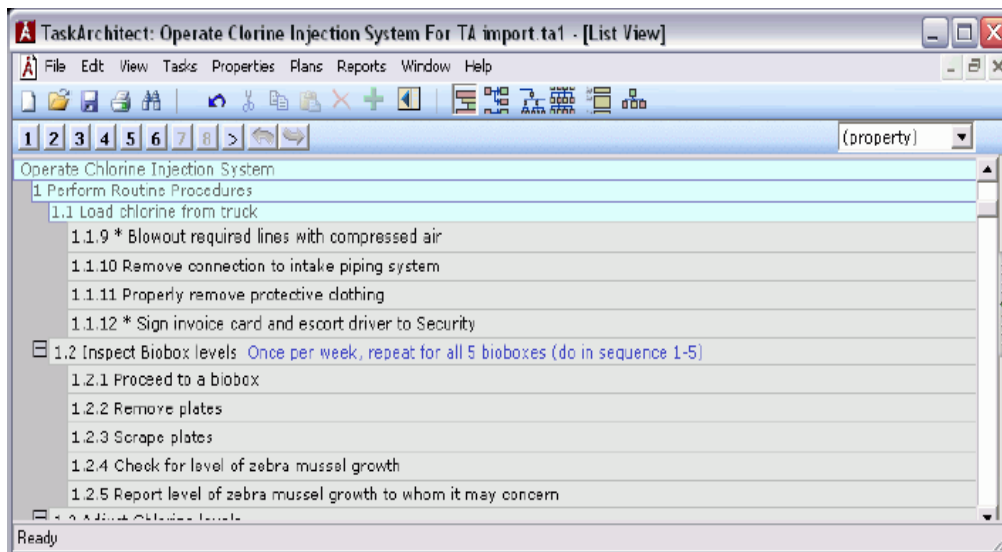 TaskArchitect: Operate Clorine Injection System For TA import.ta1 - [List View]
File Edit View Tasks Properties Plans Reports Window Help
1 2 3 4 5 6 7 8 > (property)
Operate Chlorine Injection System
1 Perform Routine Procedures
1.1 Load chlorine from truck
1.1.9 * Blowout required lines with compressed air
1.1.10 Remove connection to intake piping system
1.1.11 Properly remove protective clothing
1.1.12 * Sign invoice card and escort driver to Security
1.2 Inspect Biobox levels Once per week, repeat for all 5 bioboxes (do in sequence 1-5)
1.2.1 Proceed to a biobox
1.2.2 Remove plates
1.2.3 Scrape plates
1.2.4 Check for level of zebra mussel growth
1.2.5 Report level of zebra mussel growth to whom it may concern
1.3 Adjust Chlorine levels
Ready